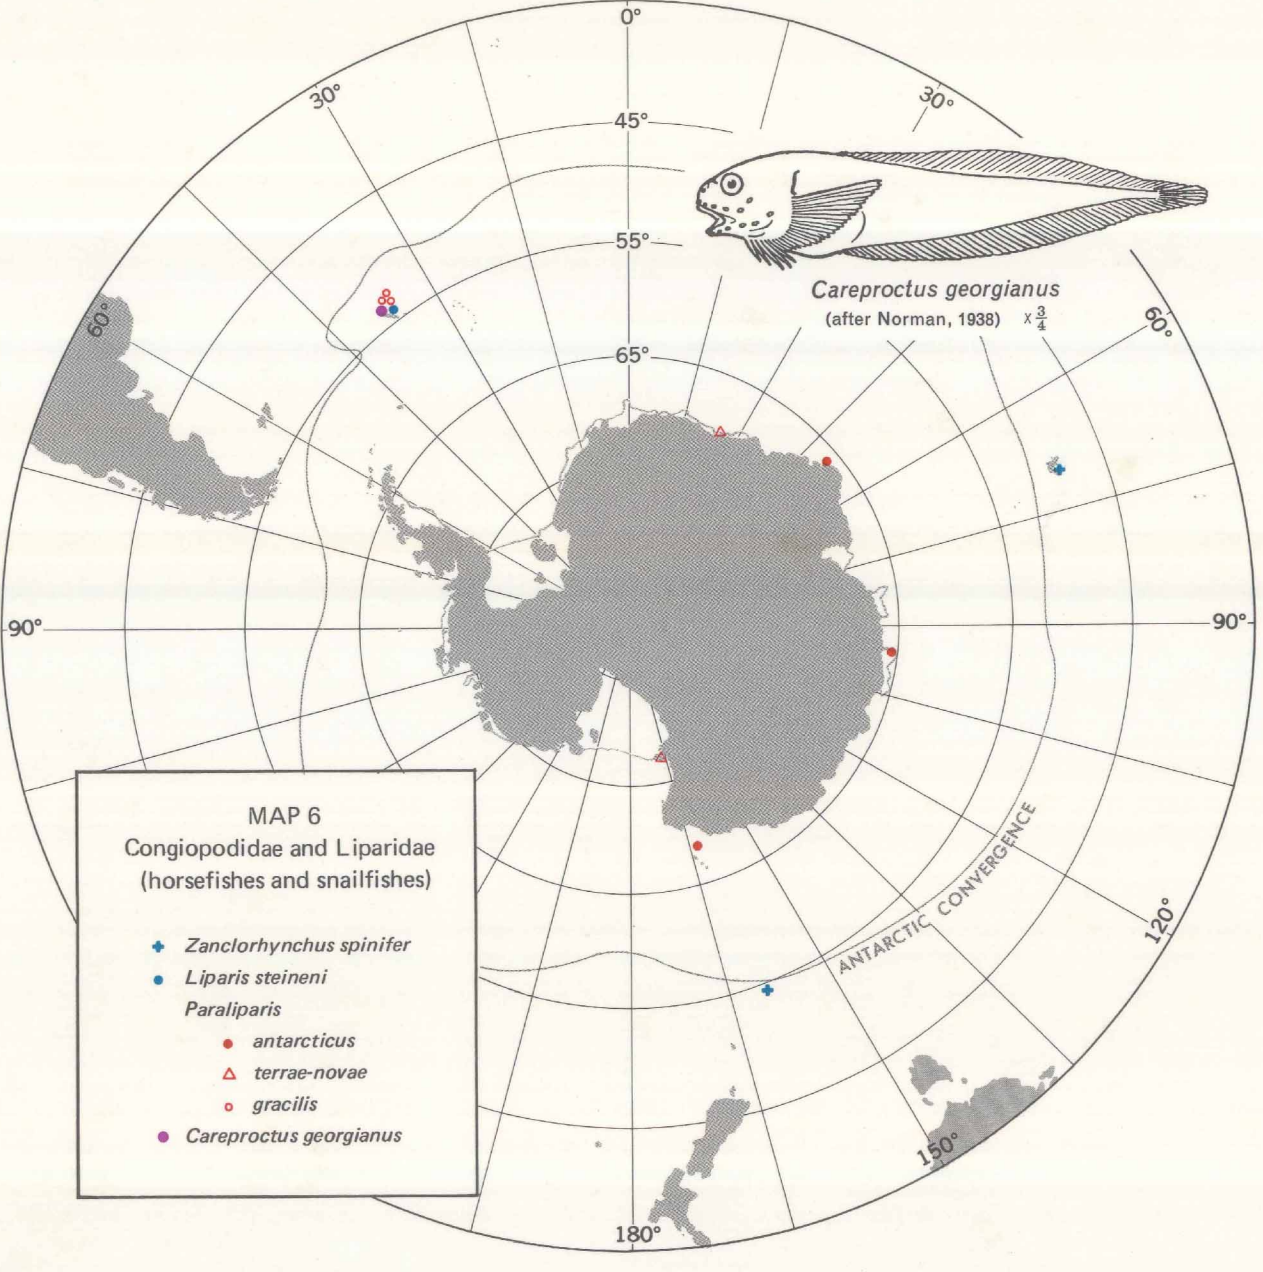 0°
30°
30°
45°
55°
Careproctus georgianus
(after Norman, 1938) x 3/4
60°
60°
65°
90°
90°
MAP 6
Congiopodidae and Liparidae
(horsefishes and snailfishes)
Zanclorhynchus spinifer
Liparis steineni
Paraliparis
antarcticus
terrae-novae
gracilis
Careproctus georgianus
ANTARCTIC CONVERGENCE
120°
150°
180°